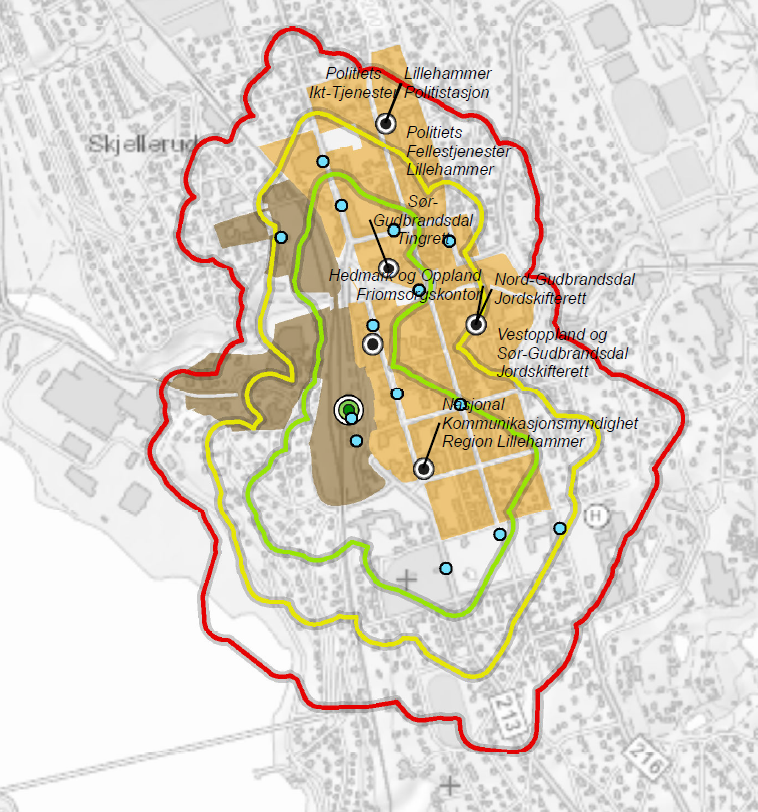 Politiets
Ikt-Tjenester
Lillehammer
Politistasjon
Skjellerud
Politiets
Fellestjenester
Lillehammer
Sør-
Gudbrandsdal
Tingrett
Hedmark og Oppland
Friomsorgskontor
Nord-Gudbrandsdal
Jordskifterett
Vestoppland og
Sør-Gudbrandsdal
Jordskifterett
Nasjonal
Kommunikasjonsmyndighet
Region Lillehammer
H
213
216